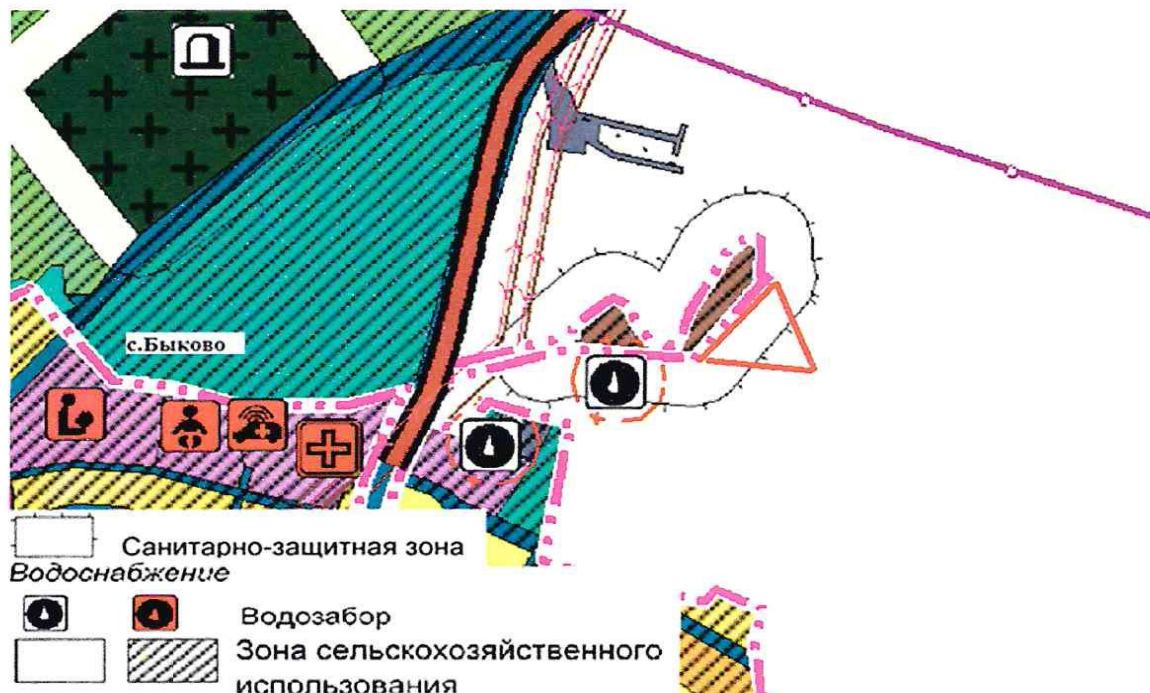 с.Быково
Санитарно-защитная зона
Водоснабжение
Водозабор
Зона сельскохозяйственного
использования